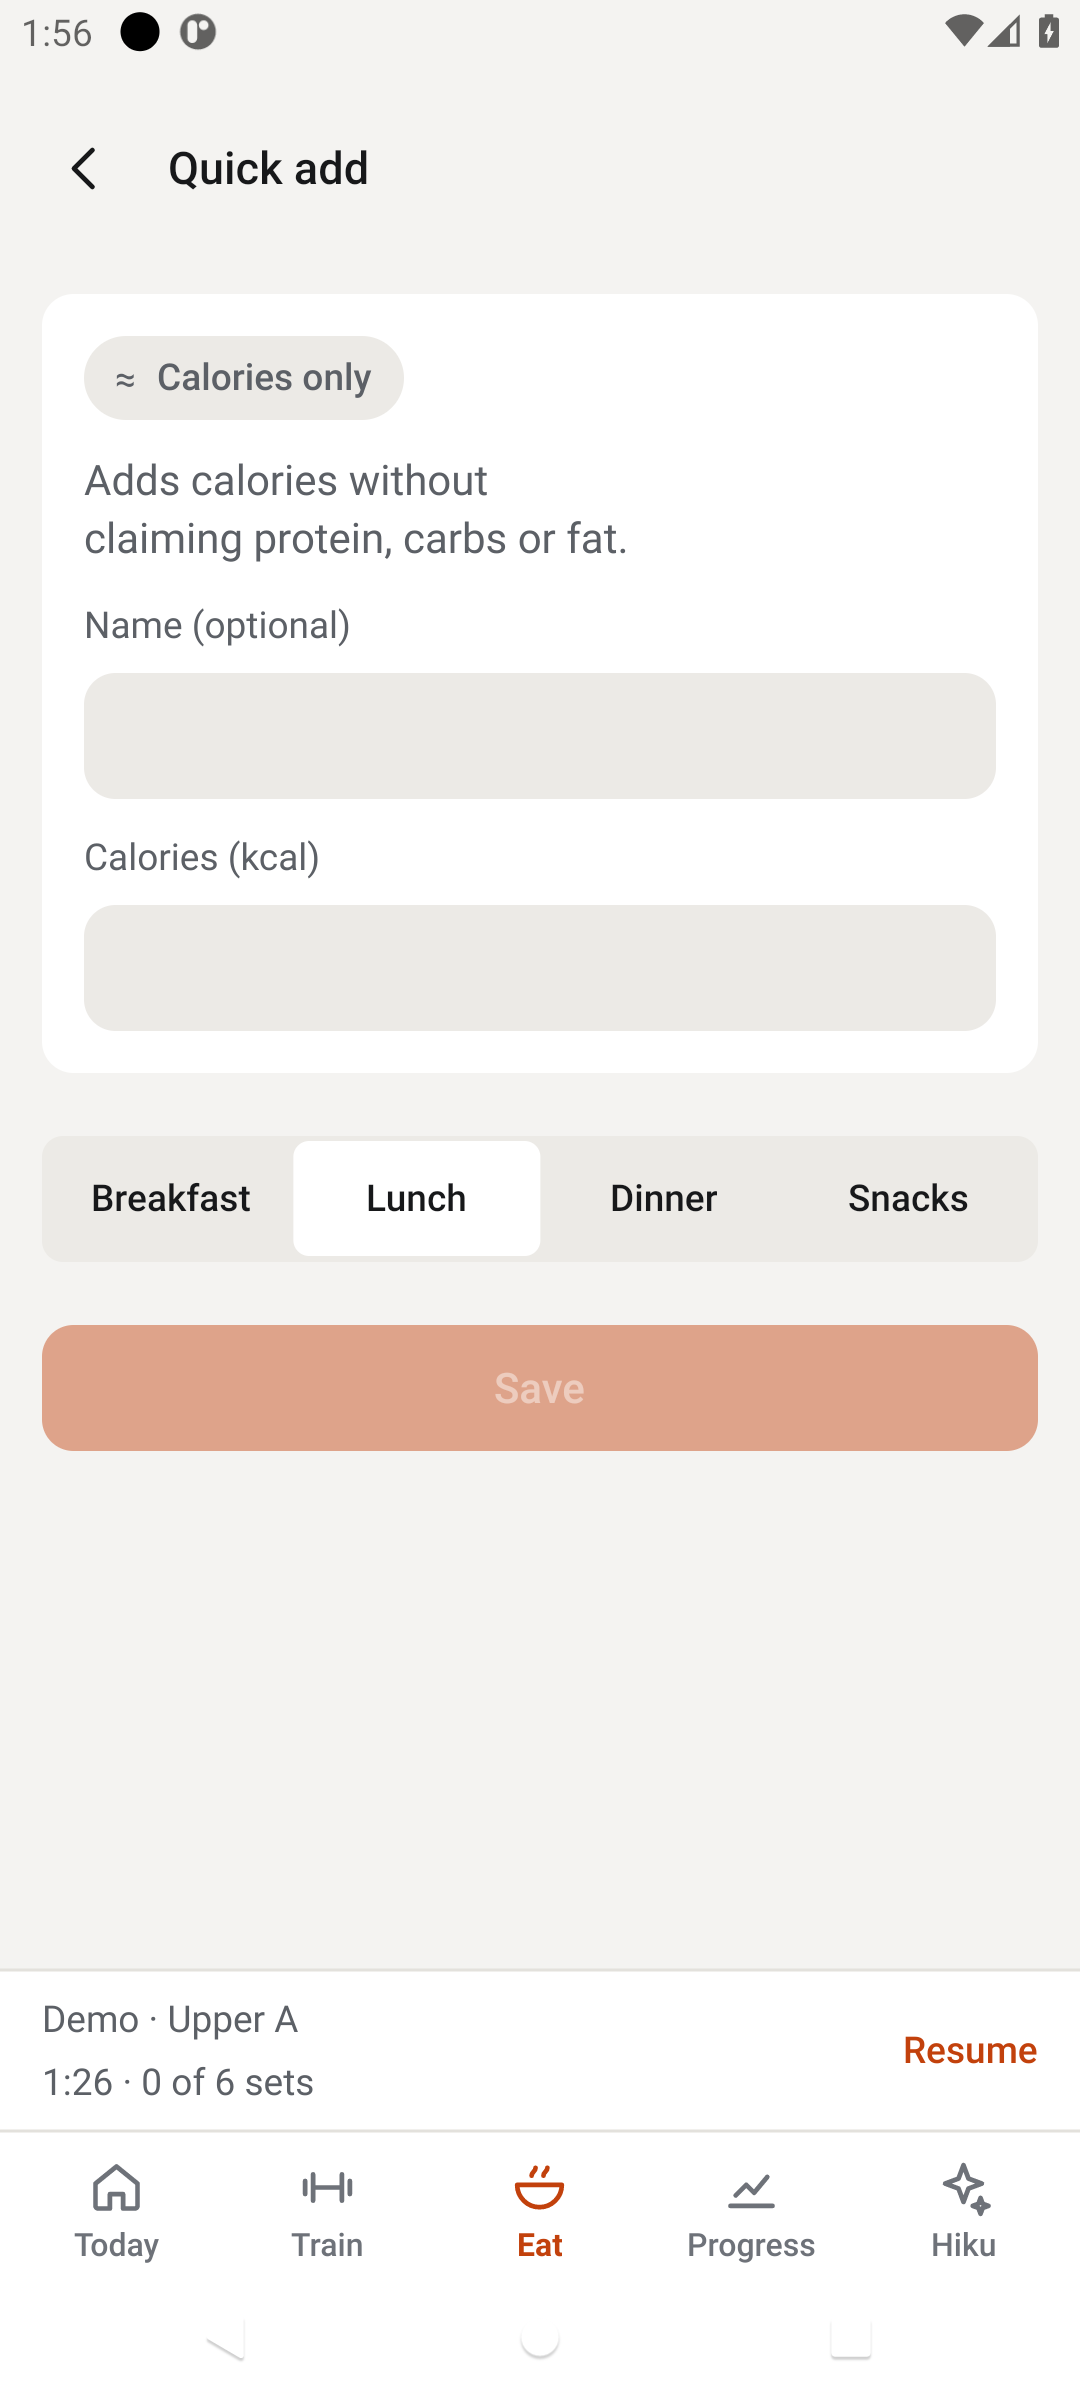 1:56
Quick add
≈ Calories only
Adds calories without
claiming protein, carbs or fat.
Name (optional)
Calories (kcal)
Breakfast Lunch Dinner Snacks
Save
Demo · Upper A
1:26 · 0 of 6 sets
Resume
Today Train Eat Progress Hiku